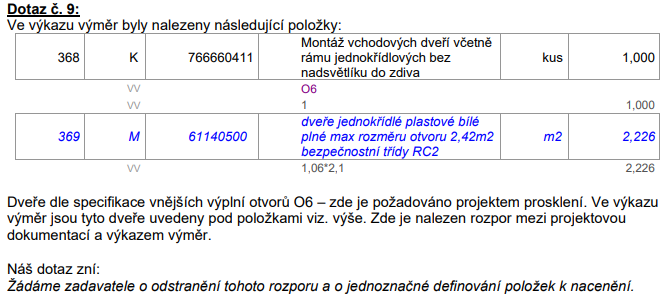 Dotaz č. 9:
Ve výkazu výměr byly nalezeny následující položky:
368 K 766660411 Montáž vchodových dveří včetně rámu jednokřídlových bez nadsvětlíku do zdiva kus 1,000
VV O6
VV 1 1,000
369 M 61140500 dveře jednokřídlé plastové bílé plné max rozměru otvoru 2,42m2 bezpečnostní třídy RC2 m2 2,226
VV 1,06*2,1 2,226
Dveře dle specifikace vnějších výplní otvorů O6 – zde je požadováno projektem prosklení. Ve výkazu
výměr jsou tyto dveře uvedeny pod položkami viz. výše. Zde je nalezen rozpor mezi projektovou
dokumentací a výkazem výměr.
Náš dotaz zní:
Žádáme zadavatele o odstranění tohoto rozporu a o jednoznačné definování položek k nacenění.